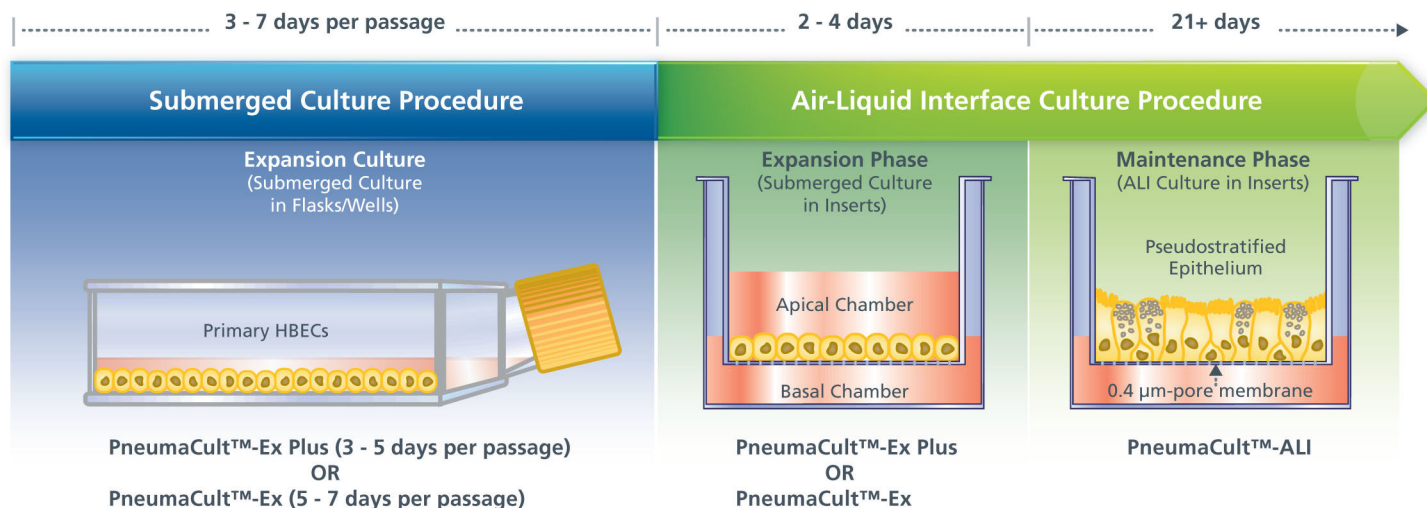 3 - 7 days per passage
2 - 4 days
21+ days
Submerged Culture Procedure
Air-Liquid Interface Culture Procedure
Expansion Culture
(Submerged Culture
in Flasks/Wells)
Primary HBECs
PneumaCult™-Ex Plus (3 - 5 days per passage)
OR
PneumaCult™-Ex (5 - 7 days per passage)
Expansion Phase
(Submerged Culture
in Inserts)
Apical Chamber
Basal Chamber
PneumaCult™-Ex Plus
OR
PneumaCult™-Ex
Maintenance Phase
(ALI Culture in Inserts)
Pseudostratified
Epithelium
0.4 µm-pore membrane
PneumaCult™-ALI